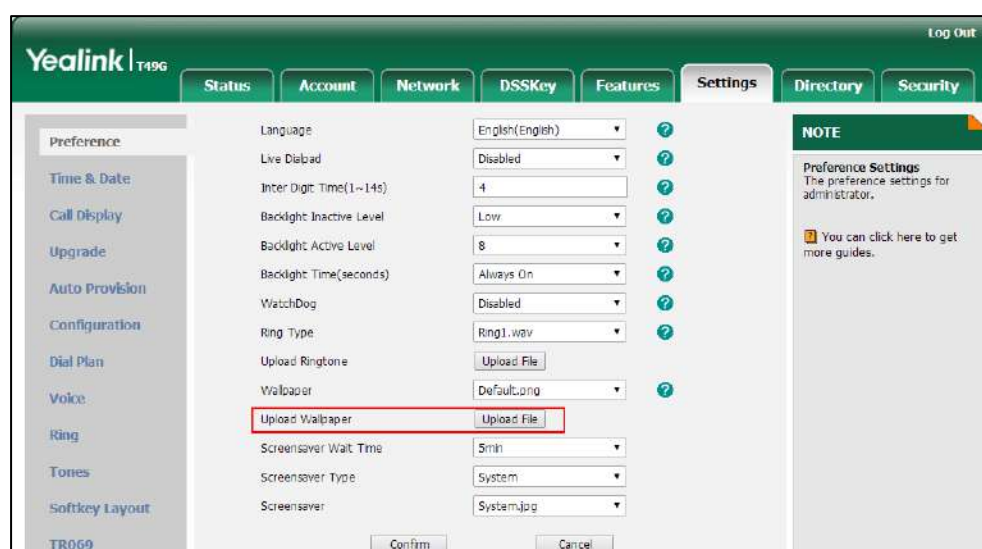 Log Out
Yealink T49G
Status Account Network DSSKey Features Settings Directory Security
Preference
Time & Date
Call Display
Upgrade
Auto Provision
Configuration
Dial Plan
Voice
Ring
Tones
Softkey Layout
TR069
Language English(English) ?
Live Dialpad Disabled ?
Inter Digit Time(1~14s) 4 ?
Backlight Inactive Level Low ?
Backlight Active Level 8 ?
Backlight Time(seconds) Always On ?
WatchDog Disabled ?
Ring Type Ring1.wav ?
Upload Ringtone Upload File
Wallpaper Default.png ?
Upload Wallpaper Upload File
Screensaver Wait Time 5min
Screensaver Type System
Screensaver System.jpg
Confirm Cancel
NOTE
Preference Settings
The preference settings for
administrator.
? You can click here to get
more guides.